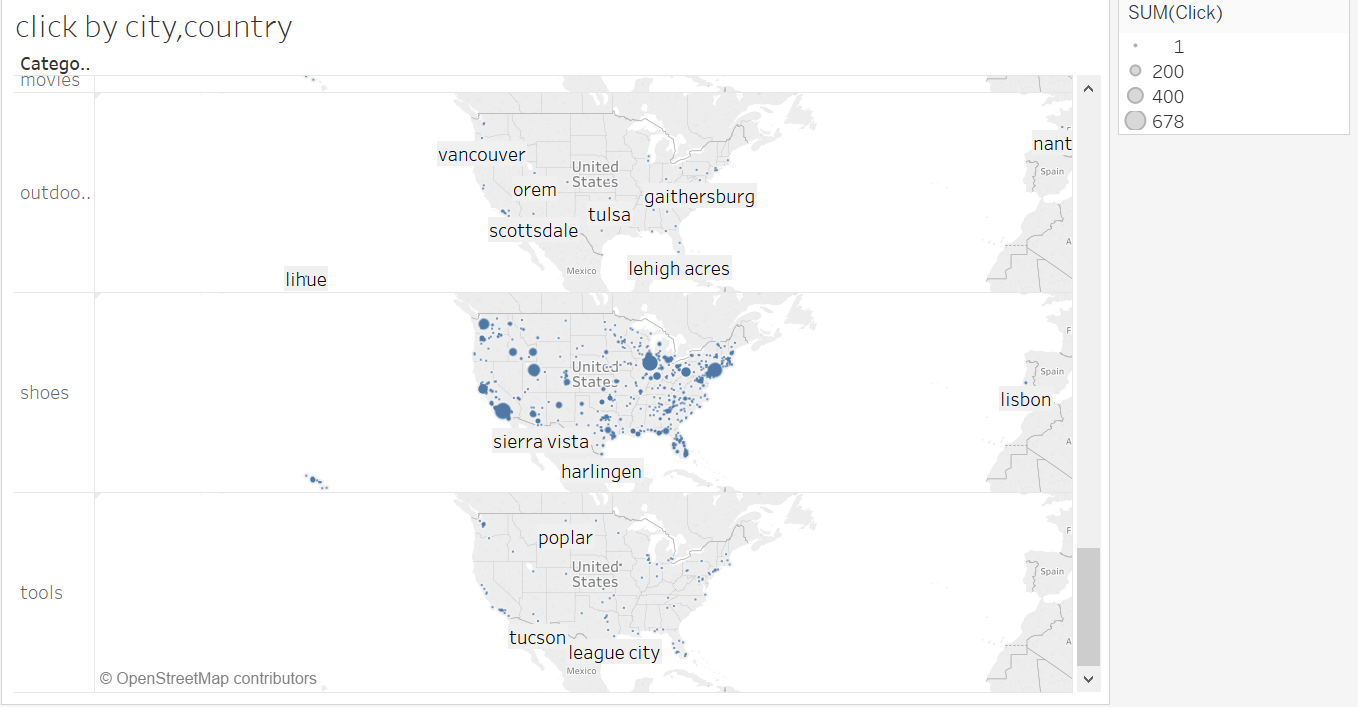 click by city,country
SUM(Click)
1
200
400
678
Catego..
movies
outdoo..
vancouver
United
States
orem
tulsa
gaithersburg
scottsdale
Mexico
lehigh acres
lihue
nant
Spain
A
shoes
United
State
sierra vista
harlingen
F
Spain
lisbon
A
tools
poplar
United
States
tucson
league city
Mexico
F
Spain
A
© OpenStreetMap contributors